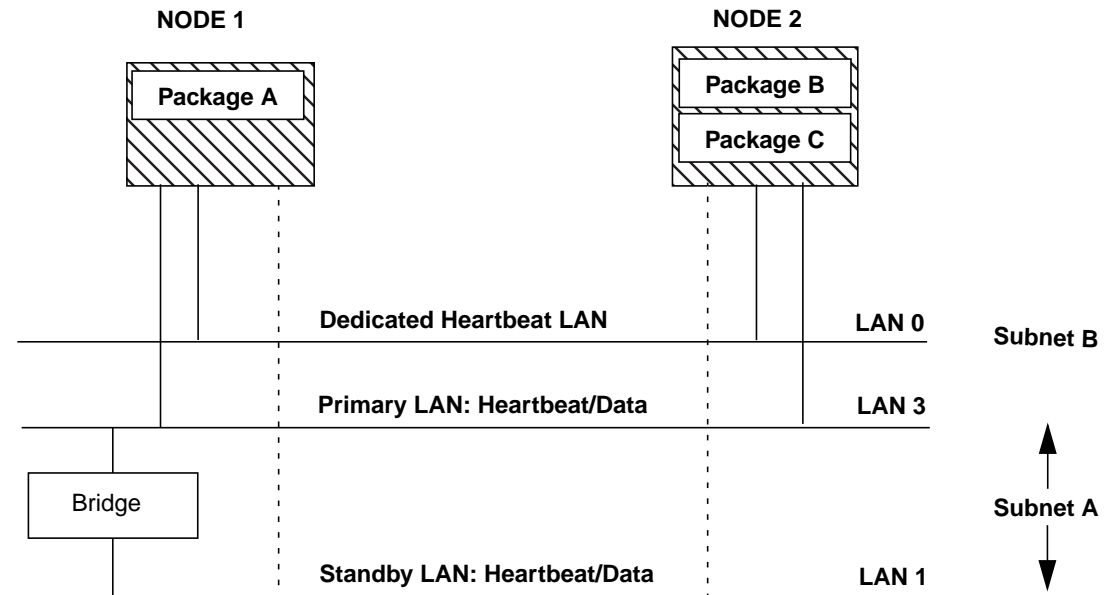 NODE 1
NODE 2
Package A
Package B
Package C
Dedicated Heartbeat LAN
LAN 0
Subnet B
Primary LAN: Heartbeat/Data
LAN 3
Bridge
Subnet A
Standby LAN: Heartbeat/Data
LAN 1